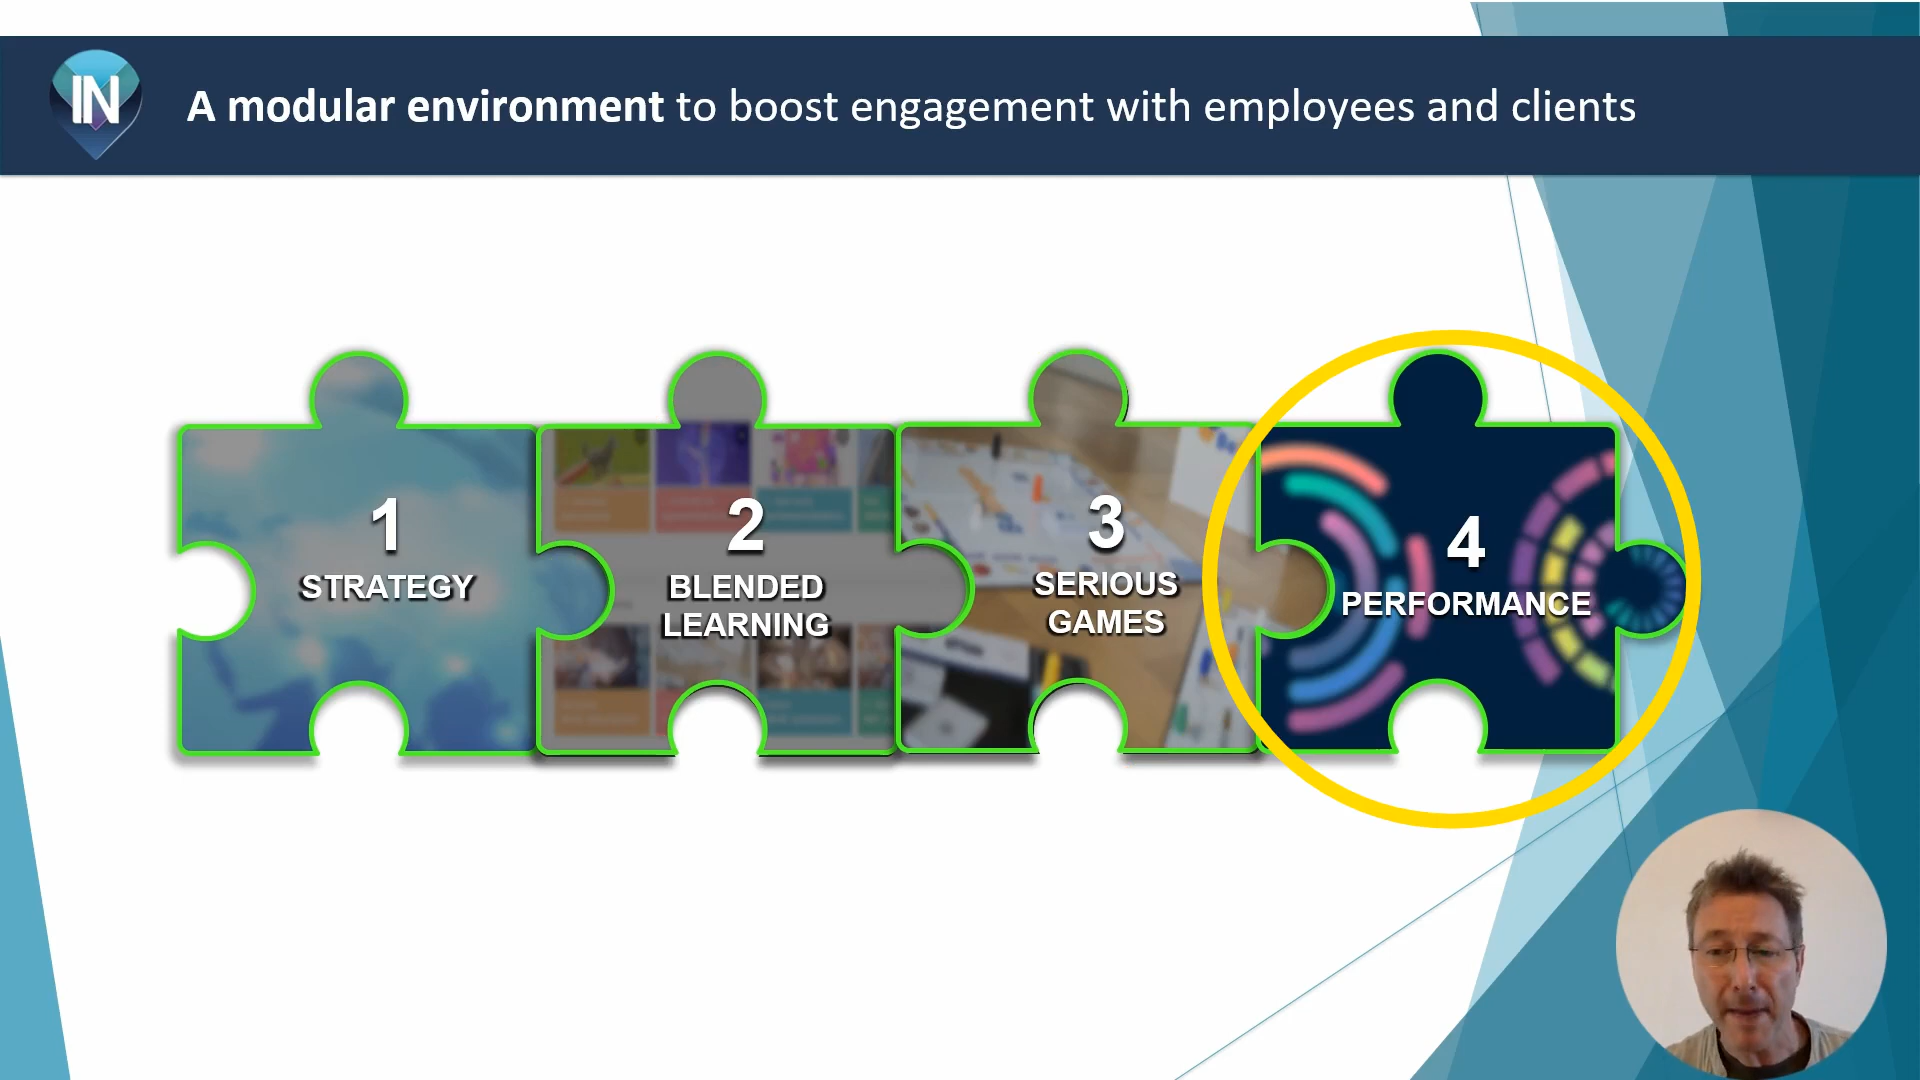 IN
A modular environment to boost engagement with employees and clients
1
STRATEGY
2
BLENDED
LEARNING
3
SERIOUS
GAMES
4
PERFORMANCE